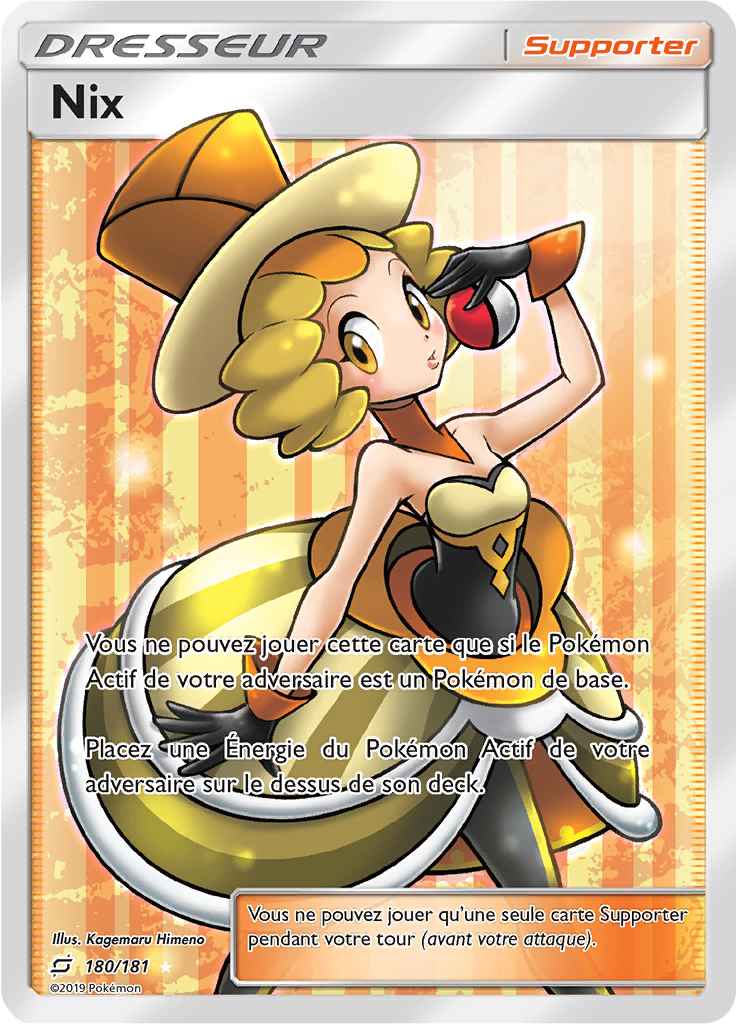 DRESSEUR
Supporter
Nix
Vous ne pouvez jouer cette carte que si le Pokémon
Actif de votre adversaire est un Pokémon de base.
Placez une Énergie du Pokémon Actif de votre
adversaire sur le dessus de son deck.
Vous ne pouvez jouer qu'une seule carte Supporter
pendant votre tour (avant votre attaque).
Illus. Kagemaru Himeno
180/181
©2019 Pokémon